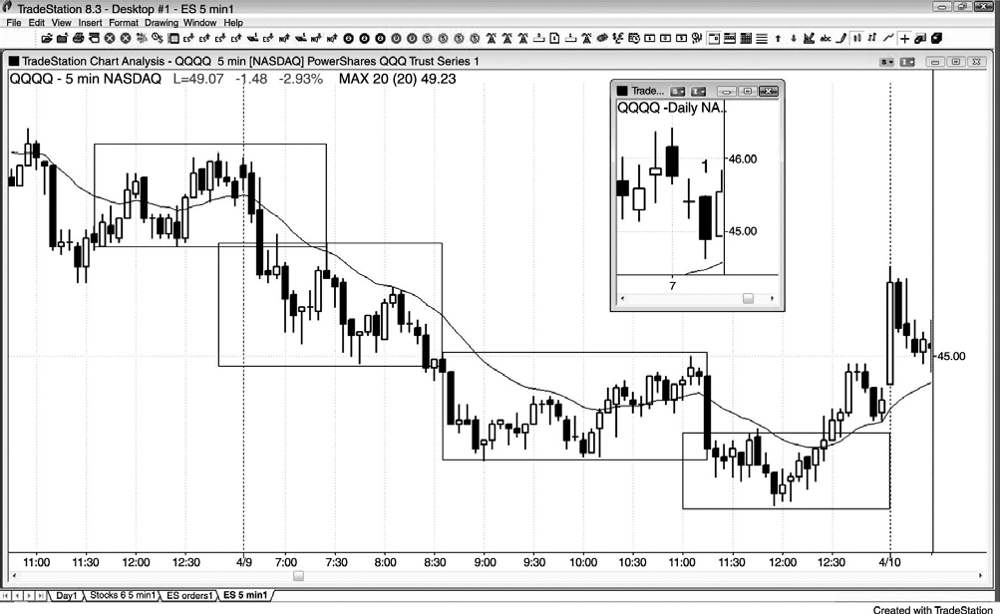 TradeStation 8.3 - Desktop #1 - ES 5 min1
File Edit View Insert Format Drawing Window Help
TradeStation Chart Analysis - QQQQ 5 min [NASDAQ] PowerShares QQQ Trust Series 1
QQQQ - 5 min NASDAQ L=49.07 -1.48 -2.93% MAX 20 (20) 49.23
Trade...
QQQQ -Daily NA..
1
46.00
45.00
7
45.00
11:00 11:30 12:00 12:30 4/9 7:00 7:30 8:00 8:30 9:00 9:30 10:00 10:30 11:00 11:30 12:00 12:30 4/10
Day1 Stocks 6 5 min1 ES orders1 ES 5 min1
Created with TradeStation